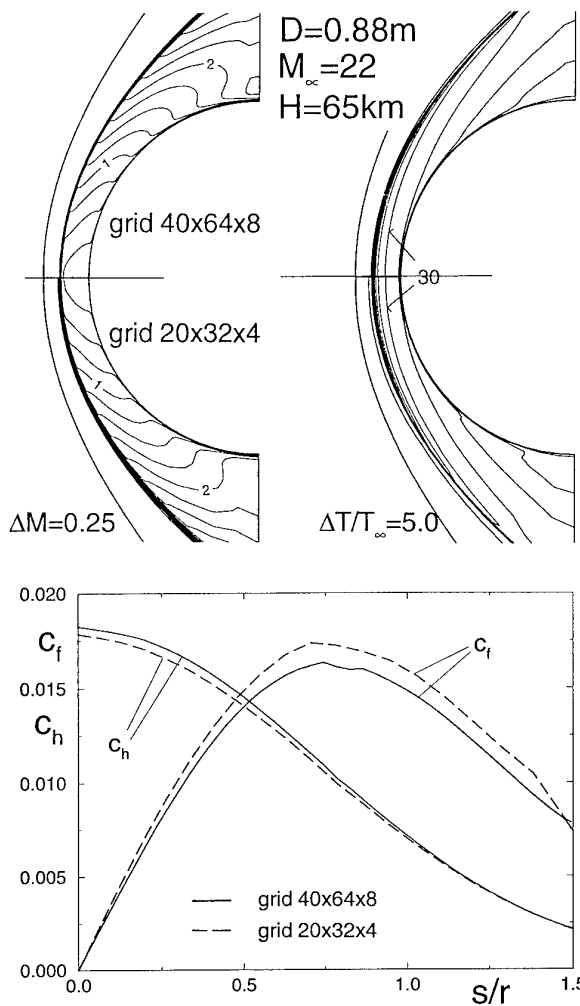 D=0.88m
M∞=22
H=65km
2
1
grid 40x64x8
30
grid 20x32x4
1
2
ΔM=0.25
ΔT/T∞=5.0
0.020
cf
0.015
ch
0.010
0.005
0.000
cf
ch
grid 40x64x8
grid 20x32x4
0.0
0.5
1.0
s/r
1.5